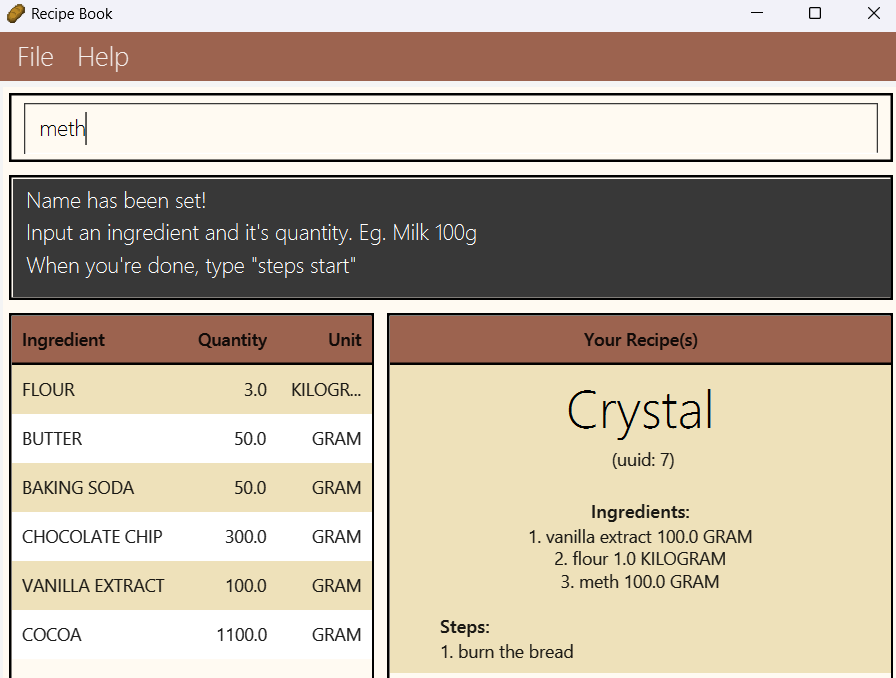 Recipe Book
File Help
meth
Name has been set!
Input an ingredient and it's quantity. Eg. Milk 100g
When you're done, type "steps start"
Ingredient Quantity Unit
FLOUR 3.0 KILOGR...
BUTTER 50.0 GRAM
BAKING SODA 50.0 GRAM
CHOCOLATE CHIP 300.0 GRAM
VANILLA EXTRACT 100.0 GRAM
COCOA 1100.0 GRAM
Your Recipe(s)
Crystal
(uuid: 7)
Ingredients:
1. vanilla extract 100.0 GRAM
2. flour 1.0 KILOGRAM
3. meth 100.0 GRAM
Steps:
1. burn the bread